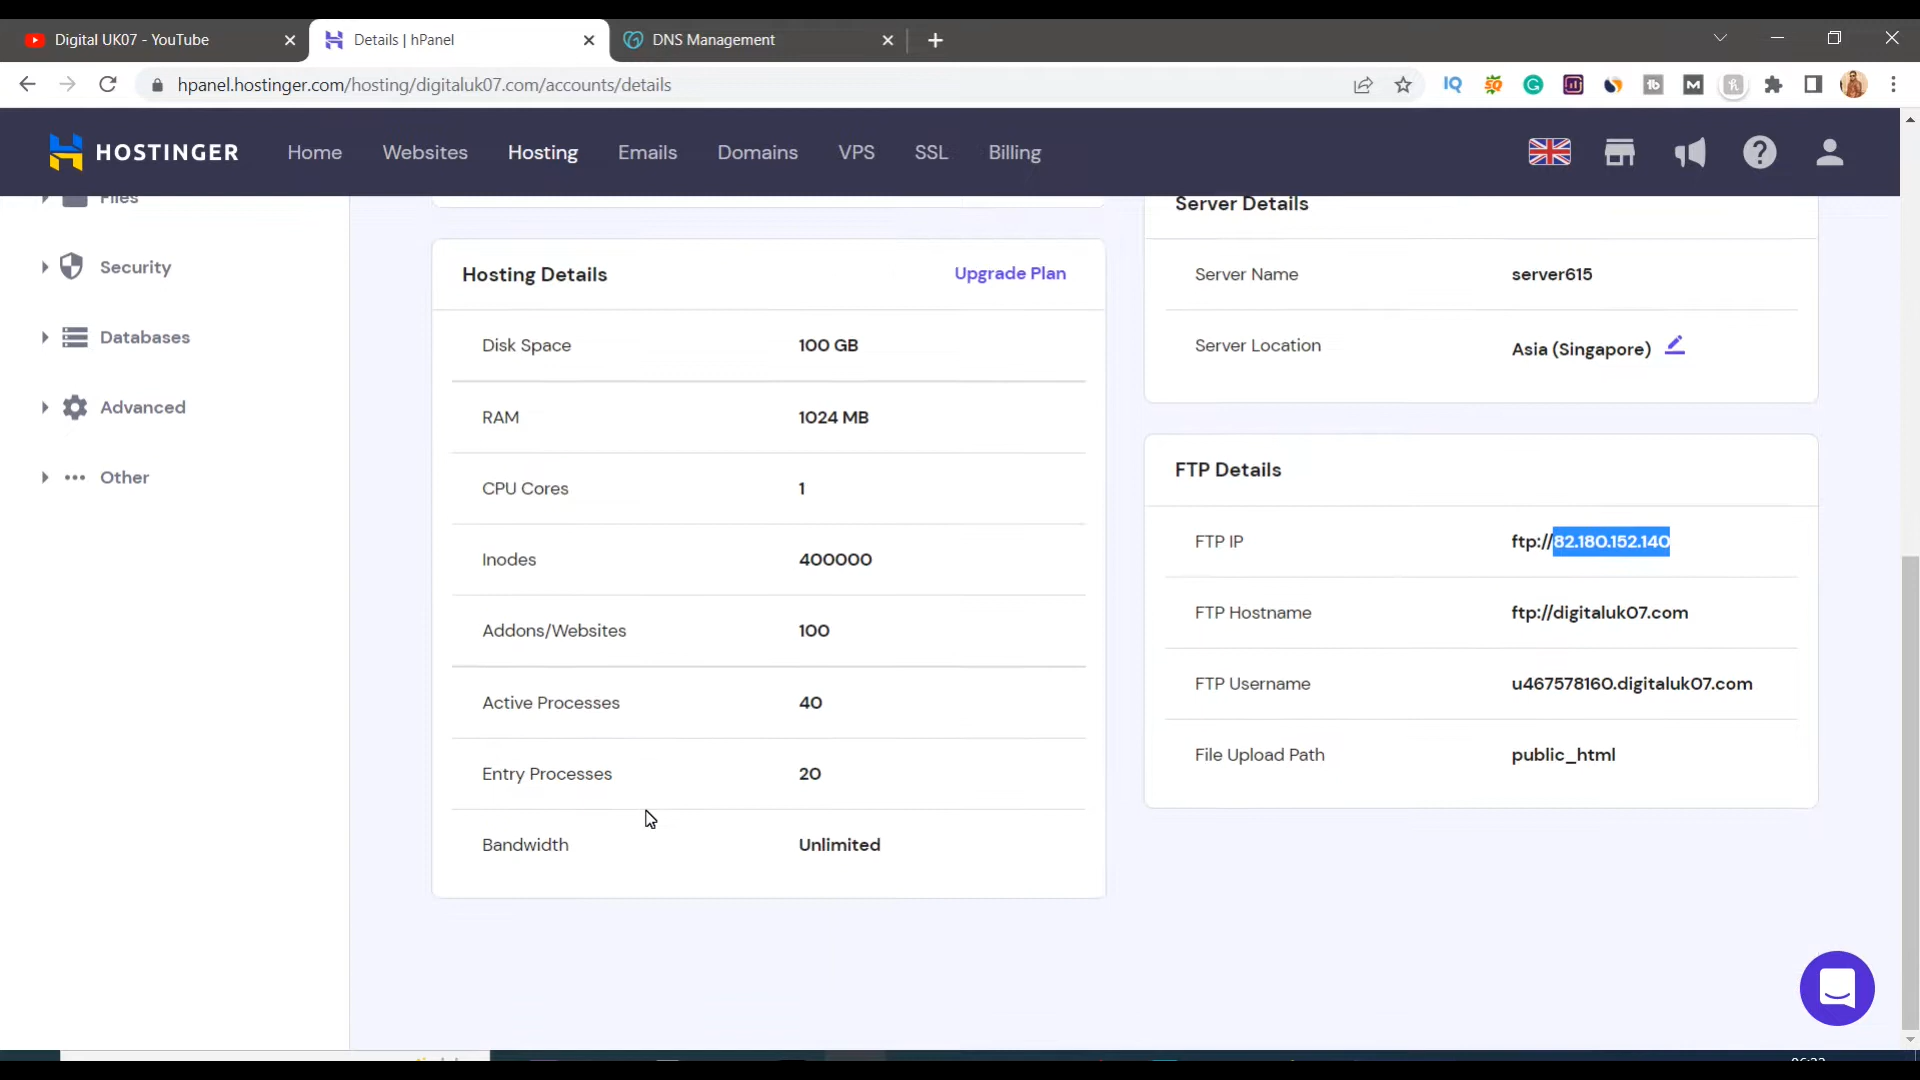 Digital UK07 - YouTube
Details | hPanel
DNS Management
hpanel.hostinger.com/hosting/digitaluk07.com/accounts/details
HOSTINGER
Home
Websites
Hosting
Emails
Domains
VPS
SSL
Billing
Files
Security
Databases
Advanced
Other
Hosting Details
Upgrade Plan
Disk Space 100 GB
RAM 1024 MB
CPU Cores 1
Inodes 400000
Addons/Websites 100
Active Processes 40
Entry Processes 20
Bandwidth Unlimited
Server Details
Server Name server615
Server Location Asia (Singapore)
FTP Details
FTP IP ftp://82.180.152.140
FTP Hostname ftp://digitaluk07.com
FTP Username u467578160.digitaluk07.com
File Upload Path public_html